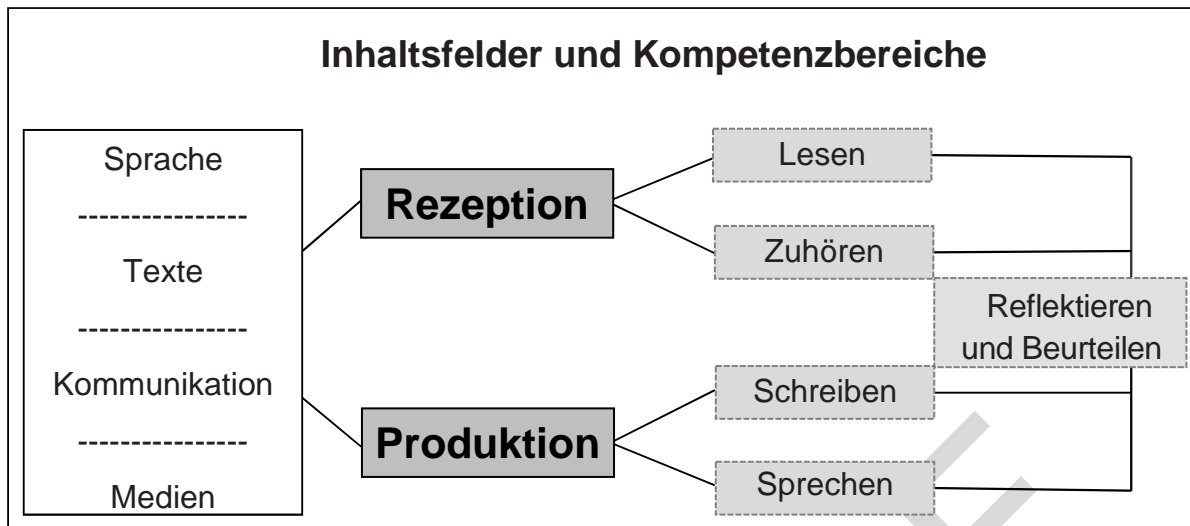 Inhaltsfelder und Kompetenzbereiche
Sprache
---------------
Texte
---------------
Kommunikation
---------------
Medien
Rezeption
Produktion
Lesen
Zuhören
Schreiben
Sprechen
Reflektieren
und Beurteilen